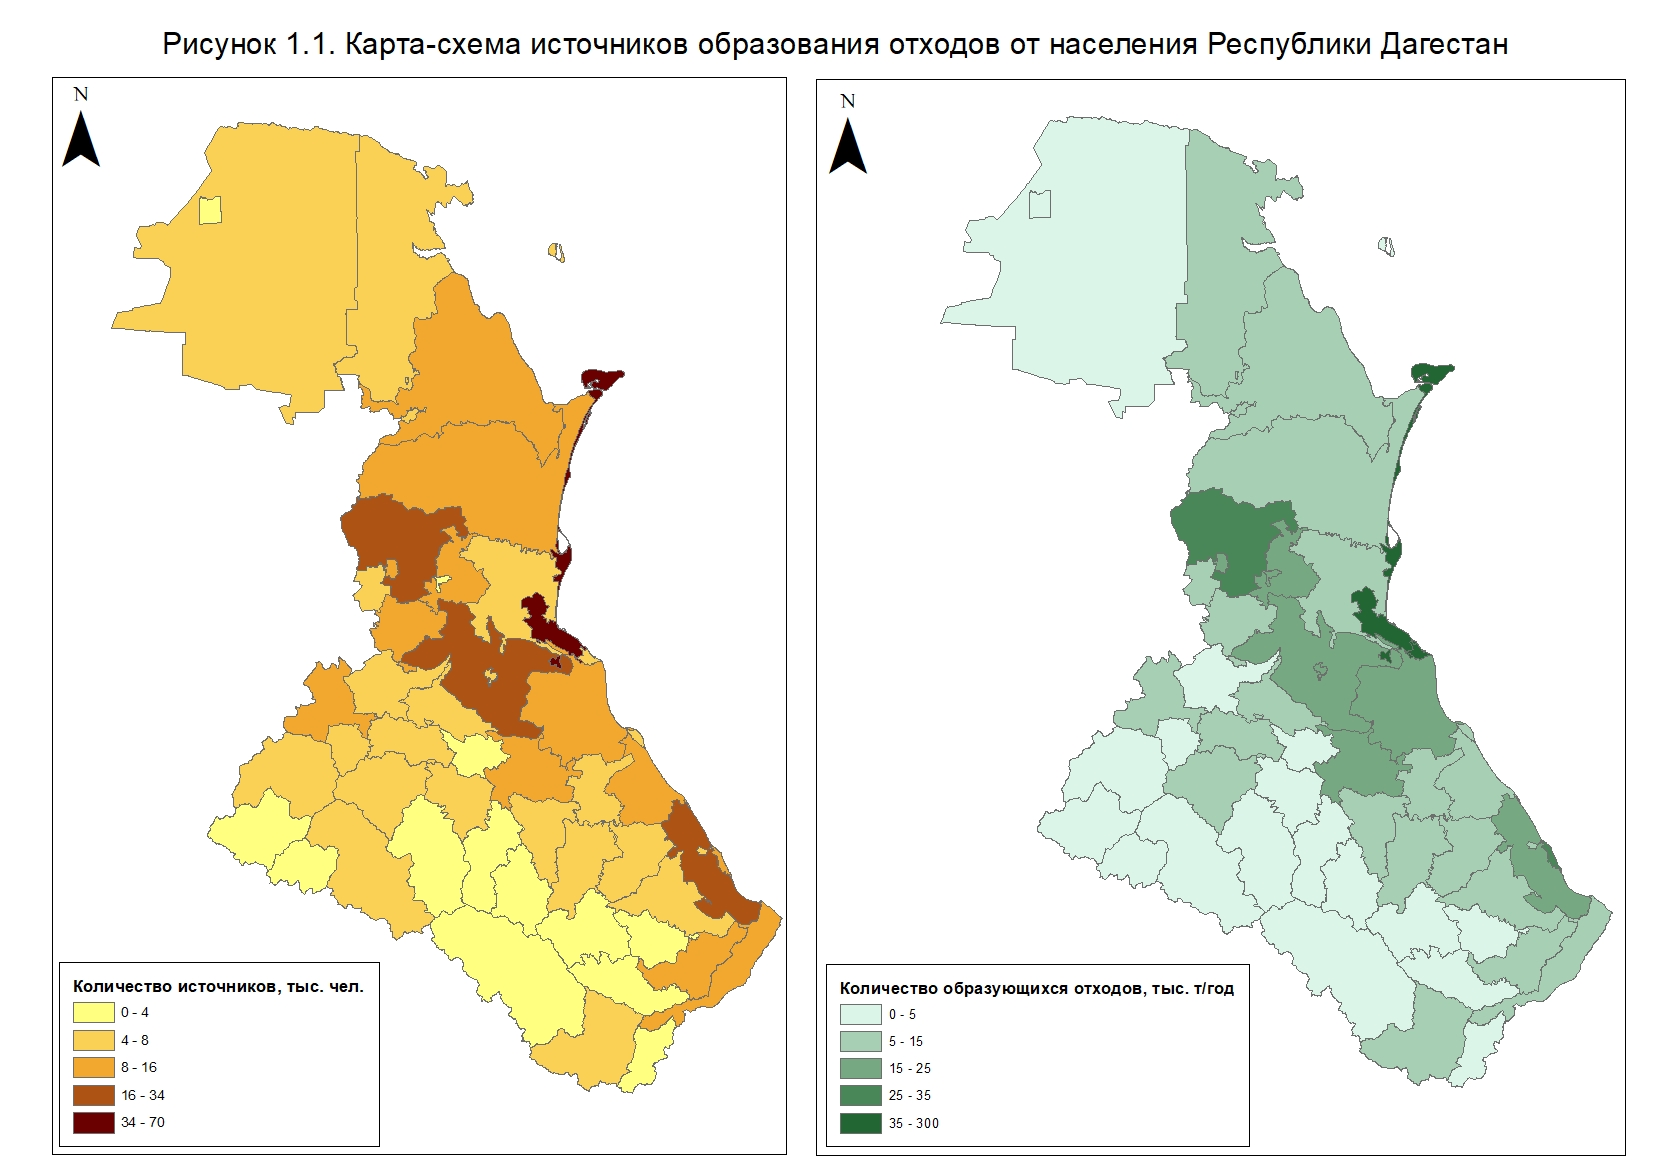 Рисунок 1.1. Карта-схема источников образования отходов от населения Республики Дагестан
N
Количество источников, тыс. чел.
0 - 4
4 - 8
8 - 16
16 - 34
34 - 70
N
Количество образующихся отходов, тыс. т/год
0 - 5
5 - 15
15 - 25
25 - 35
35 - 300